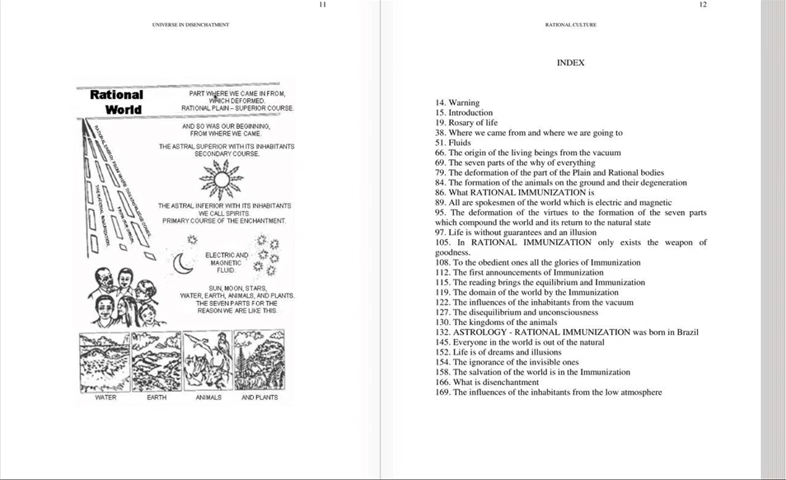 11
UNIVERSE IN DISENCHANTMENT
Rational
World
PART WHERE WE CAME IN FROM,
WHICH DEFORMED.
RATIONAL PLAIN – SUPERIOR COURSE.
AND SO WAS OUR BEGINNING,
FROM WHERE WE CAME.
THE ASTRAL SUPERIOR WITH ITS INHABITANTS
SECONDARY COURSE.
THE ASTRAL INFERIOR WITH ITS INHABITANTS
WE CALL SPIRITS.
PRIMARY COURSE OF THE ENCHANTMENT.
ELECTRIC AND
MAGNETIC
FLUID.
SUN, MOON, STARS,
WATER, EARTH, ANIMALS, AND PLANTS.
THE SEVEN PARTS FOR THE
REASON WE ARE LIKE THIS.
WATER EARTH ANIMALS AND PLANTS
12
RATIONAL CULTURE
INDEX
14. Warning
15. Introduction
19. Rosary of life
38. Where we came from and where we are going to
51. Fluids
66. The origin of the living beings from the vacuum
69. The seven parts of the why of everything
79. The deformation of the part of the Plain and Rational bodies
84. The formation of the animals on the ground and their degeneration
86. What RATIONAL IMMUNIZATION is
89. All are spokesmen of the world which is electric and magnetic
95. The deformation of the virtues to the formation of the seven parts
which compound the world and its return to the natural state
97. Life is without guarantees and an illusion
105. In RATIONAL IMMUNIZATION only exists the weapon of
goodness.
108. To the obedient ones all the glories of Immunization
112. The first announcements of Immunization
115. The reading brings the equilibrium and Immunization
119. The domain of the world by the Immunization
122. The influences of the inhabitants from the vacuum
127. The disequilibrium and unconsciousness
130. The kingdoms of the animals
132. ASTROLOGY - RATIONAL IMMUNIZATION was born in Brazil
145. Everyone in the world is out of the natural
152. Life is of dreams and illusions
154. The ignorance of the invisible ones
158. The salvation of the world is in the Immunization
166. What is disenchantment
169. The influences of the inhabitants from the low atmosphere